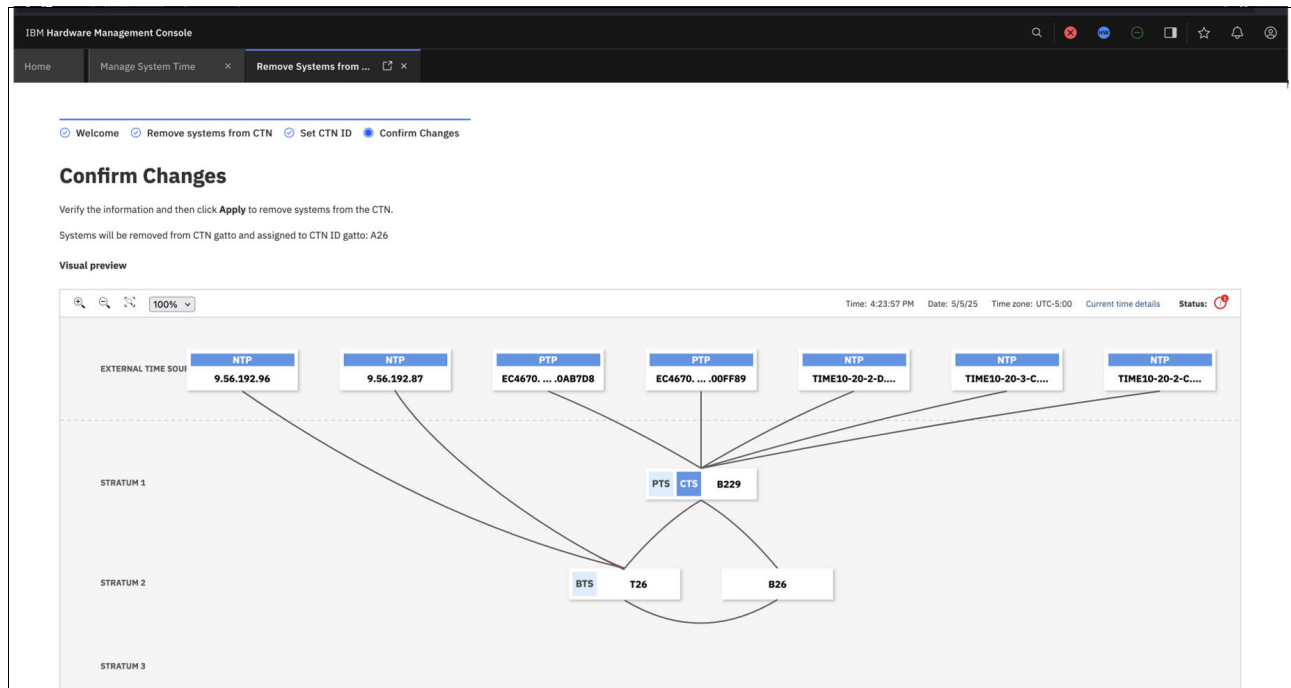 IBM Hardware Management Console
HMG
Home
Manage System Time ×
Remove Systems from ... ×
Welcome Remove systems from CTN Set CTN ID Confirm Changes
Confirm Changes
Verify the information and then click Apply to remove systems from the CTN.
Systems will be removed from CTN gatto and assigned to CTN ID gatto: A26
Visual preview
100% Time: 4:23:57 PM Date: 5/5/25 Time zone: UTC-5:00 Current time details Status: 1
NTP NTP PTP PTP NTP NTP NTP
EXTERNAL TIME SOUR
9.56.192.96 9.56.192.87 EC4670. ... .0AB7D8 EC4670. ... .00FF89 TIME10-20-2-D.... TIME10-20-3-C.... TIME10-20-2-C....
STRATUM 1 PTS CTS B229
STRATUM 2 BTS T26 B26
STRATUM 3